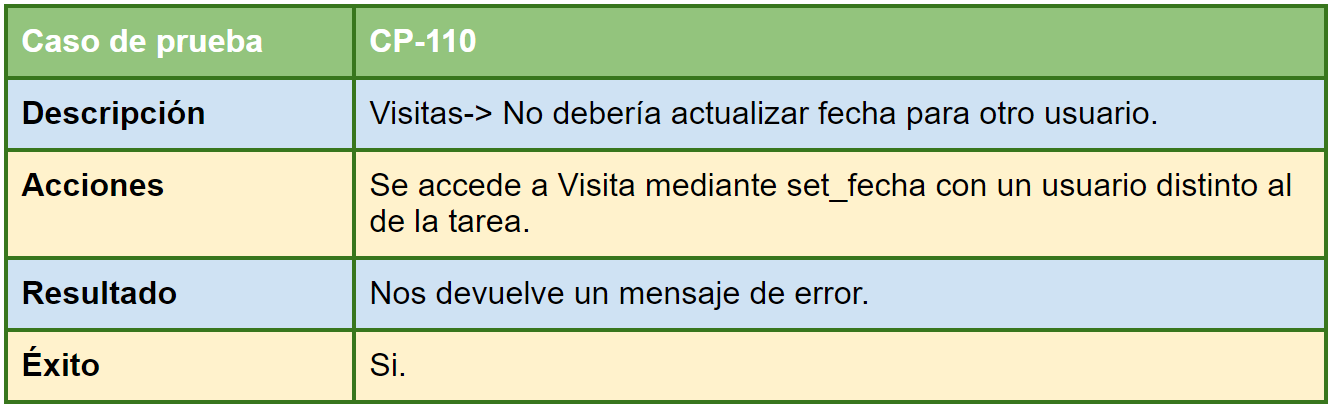 Caso de prueba CP-110
Descripción Visitas-> No debería actualizar fecha para otro usuario.
Acciones Se accede a Visita mediante set_fecha con un usuario distinto al
de la tarea.
Resultado Nos devuelve un mensaje de error.
Éxito Si.